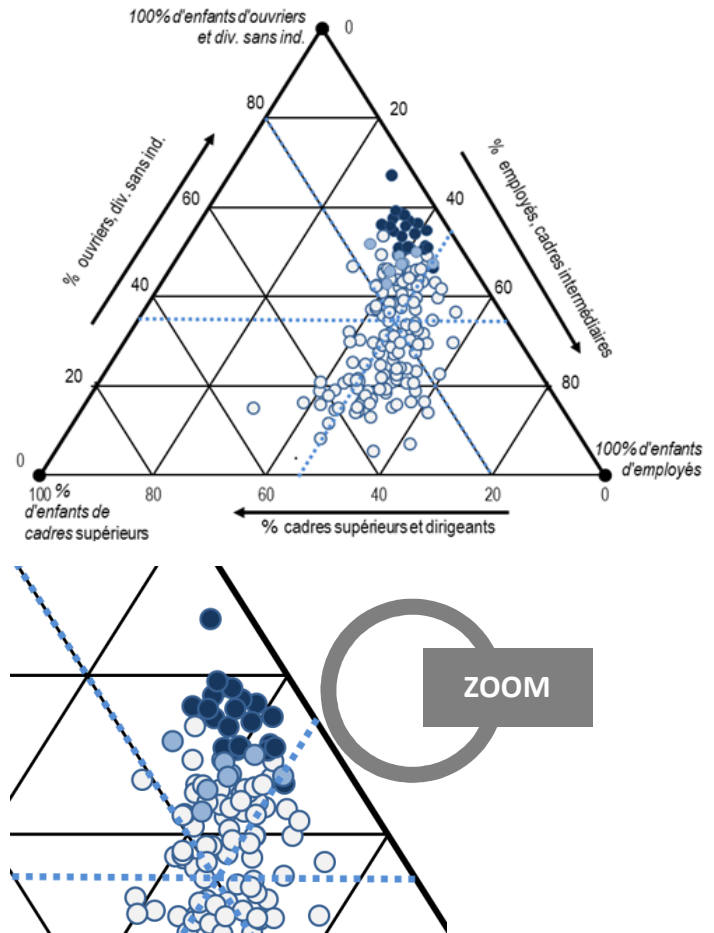 100% d'enfants d'ouvriers
et div. sans ind.
0
80
20
% ouvriers, div. sans ind.
% employés, cadres intermédiaires
60
40
40
60
20
80
0
100% d'enfants
d'employés
100 %
80
60
40
20
0
d'enfants de
cadres supérieurs
% cadres supérieurs et dirigeants
ZOOM